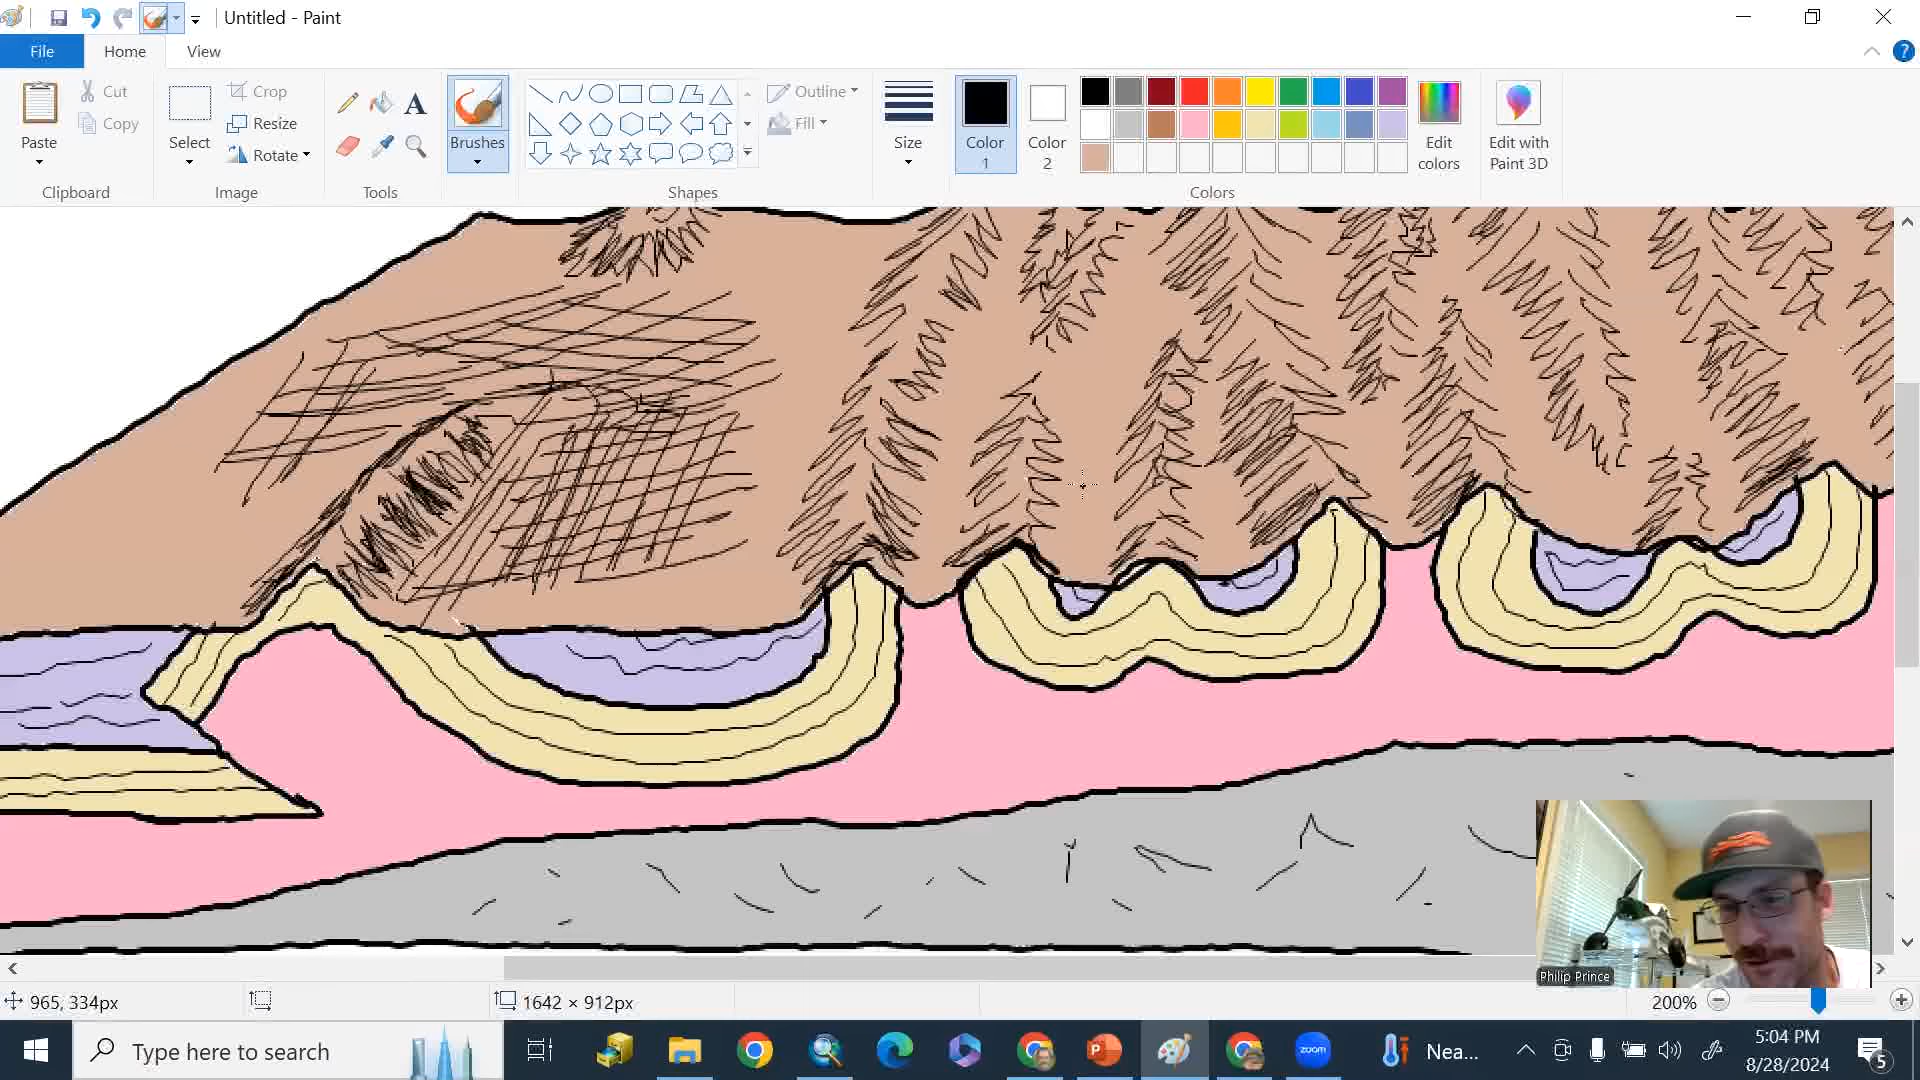 Untitled - Paint
File
Home
View
Paste
Cut
Copy
Clipboard
Select
Crop
Resize
Rotate
Image
A
Tools
Brushes
Outline
Fill
Shapes
Size
Color
1
Color
2
Edit
colors
Colors
Edit with
Paint 3D
?
Philip Prince
965, 334px
1642 × 912px
200%
Type here to search
P
zoom
Nea...
5:04 PM
8/28/2024
5